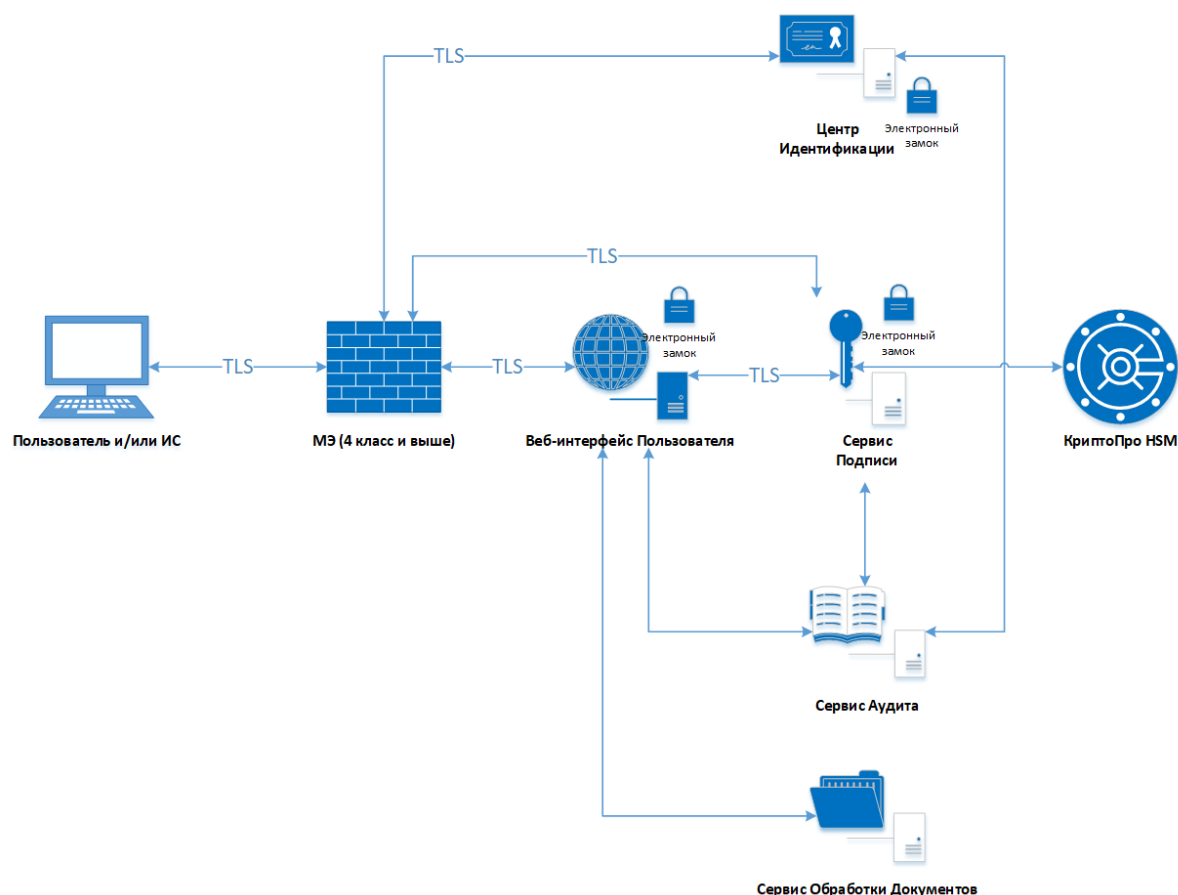 TLS
Центр
Идентификации
Электронный
замок
TLS
Электронный
замок
Электронный
замок
TLS
TLS
TLS
Пользователь и/или ИС
МЭ (4 класс и выше)
Веб-интерфейс Пользователя
Сервис
Подписи
КриптоПро HSM
Сервис Аудита
Сервис Обработки Документов